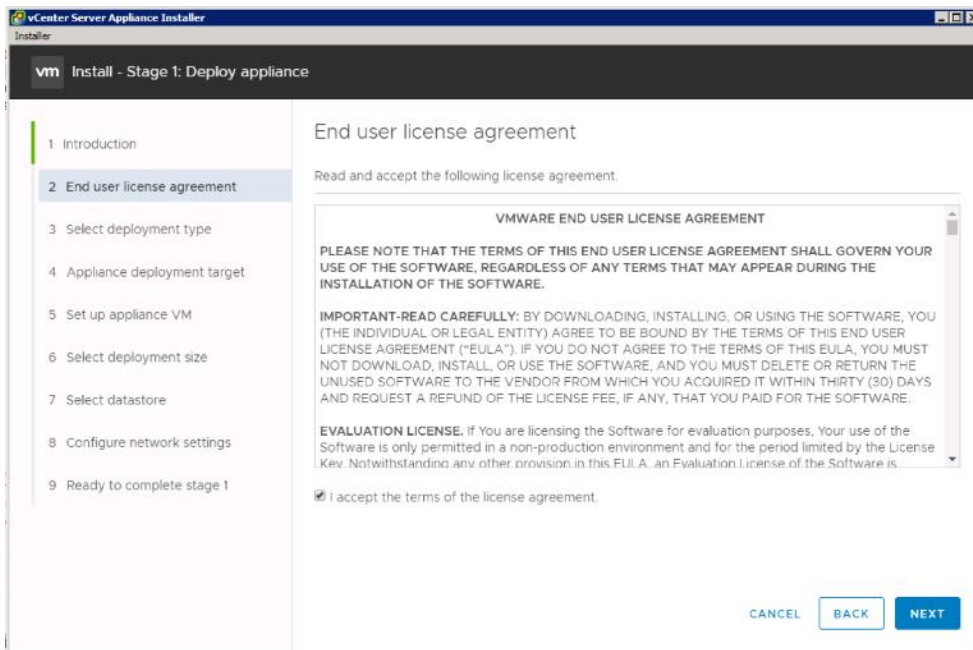 vCenter Server Appliance Installer
Installer
vm Install - Stage 1: Deploy appliance
1 Introduction
2 End user license agreement
3 Select deployment type
4 Appliance deployment target
5 Set up appliance VM
6 Select deployment size
7 Select datastore
8 Configure network settings
9 Ready to complete stage 1
End user license agreement
Read and accept the following license agreement.
VMWARE END USER LICENSE AGREEMENT
PLEASE NOTE THAT THE TERMS OF THIS END USER LICENSE AGREEMENT SHALL GOVERN YOUR
USE OF THE SOFTWARE, REGARDLESS OF ANY TERMS THAT MAY APPEAR DURING THE
INSTALLATION OF THE SOFTWARE.
IMPORTANT-READ CAREFULLY: BY DOWNLOADING, INSTALLING, OR USING THE SOFTWARE, YOU
(THE INDIVIDUAL OR LEGAL ENTITY) AGREE TO BE BOUND BY THE TERMS OF THIS END USER
LICENSE AGREEMENT (“EULA”). IF YOU DO NOT AGREE TO THE TERMS OF THIS EULA, YOU MUST
NOT DOWNLOAD, INSTALL, OR USE THE SOFTWARE, AND YOU MUST DELETE OR RETURN THE
UNUSED SOFTWARE TO THE VENDOR FROM WHICH YOU ACQUIRED IT WITHIN THIRTY (30) DAYS
AND REQUEST A REFUND OF THE LICENSE FEE, IF ANY, THAT YOU PAID FOR THE SOFTWARE.
EVALUATION LICENSE. If You are licensing the Software for evaluation purposes, Your use of the
Software is only permitted in a non-production environment and for the period limited by the License
Key. Notwithstanding any other provision in this EULA, an Evaluation License of the Software is
I accept the terms of the license agreement.
CANCEL BACK NEXT